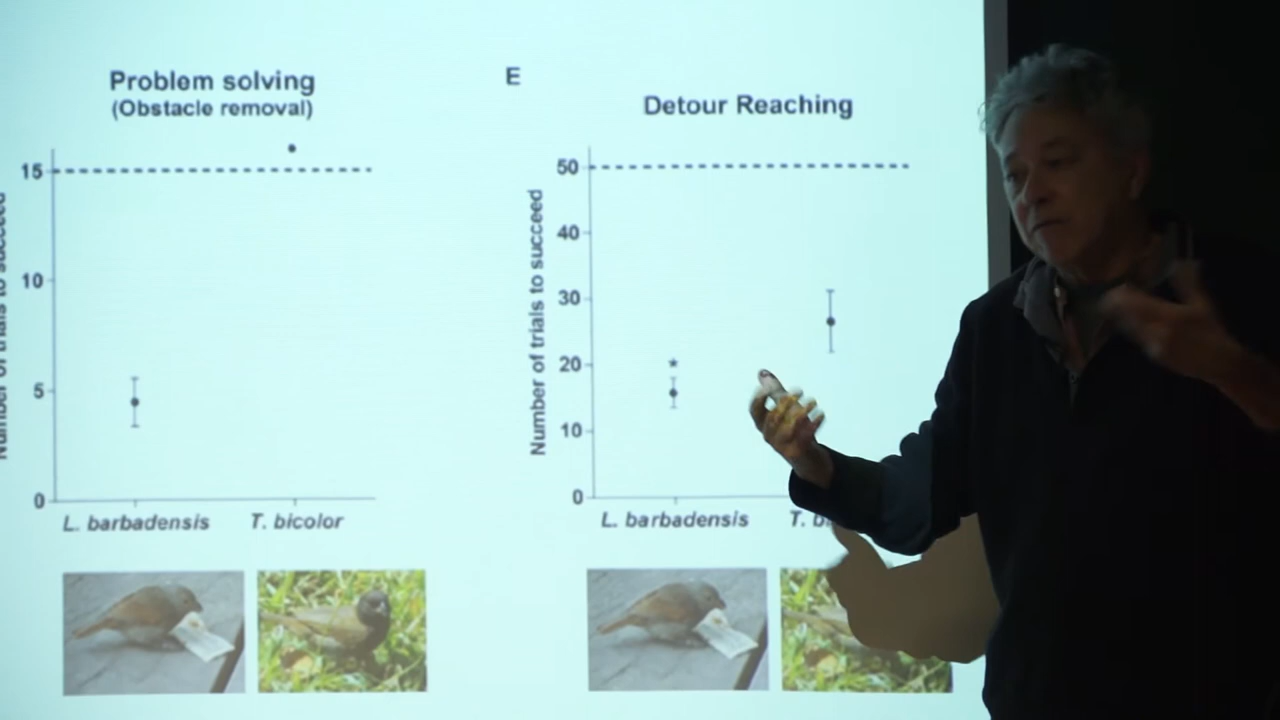 Problem solving
(Obstacle removal)
15
10
5
0
Number of trials to succeed
L. barbadensis
T. bicolor
E
Detour Reaching
50
40
30
20
10
0
Number of trials to succeed
*
L. barbadensis
T.